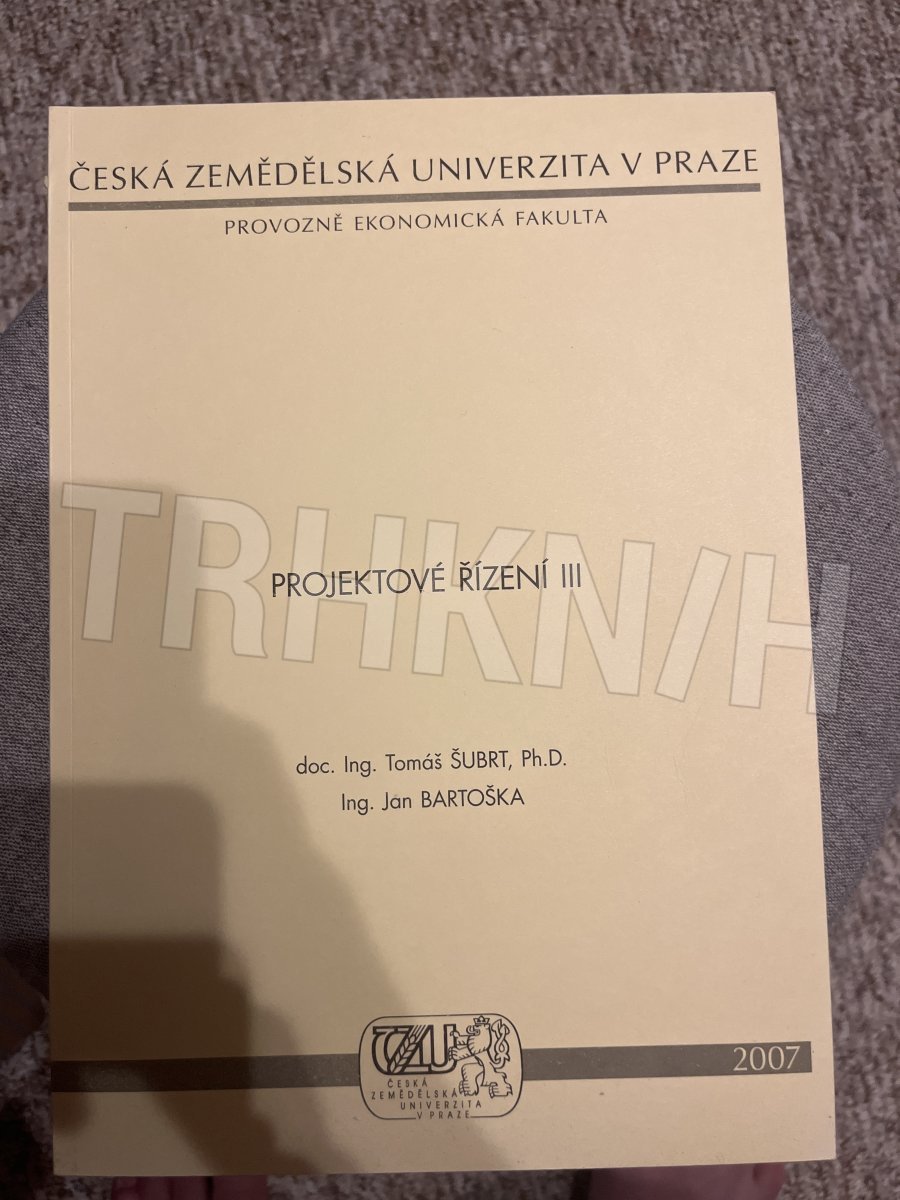 ČESKÁ ZEMĚDĚLSKÁ UNIVERZITA V PRAZE
PROVOZNĚ EKONOMICKÁ FAKULTA
TRHKNIH
PROJEKTOVÉ ŘÍZENÍ III
doc. Ing. Tomáš ŠUBRT, Ph.D.
Ing. Jan BARTOŠKA
ČZU
ČESKÁ
ZEMĚDĚLSKÁ
UNIVERZITA
V PRAZE
2007